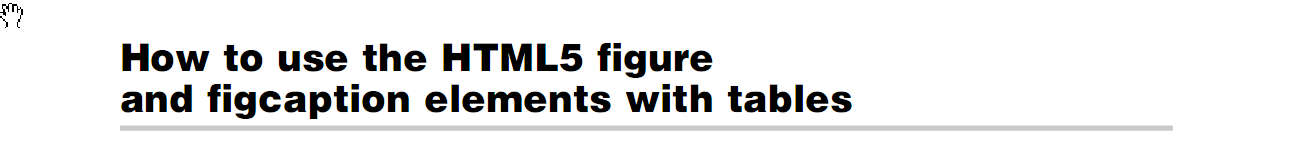 How to use the HTML5 figure
and figcaption elements with tables